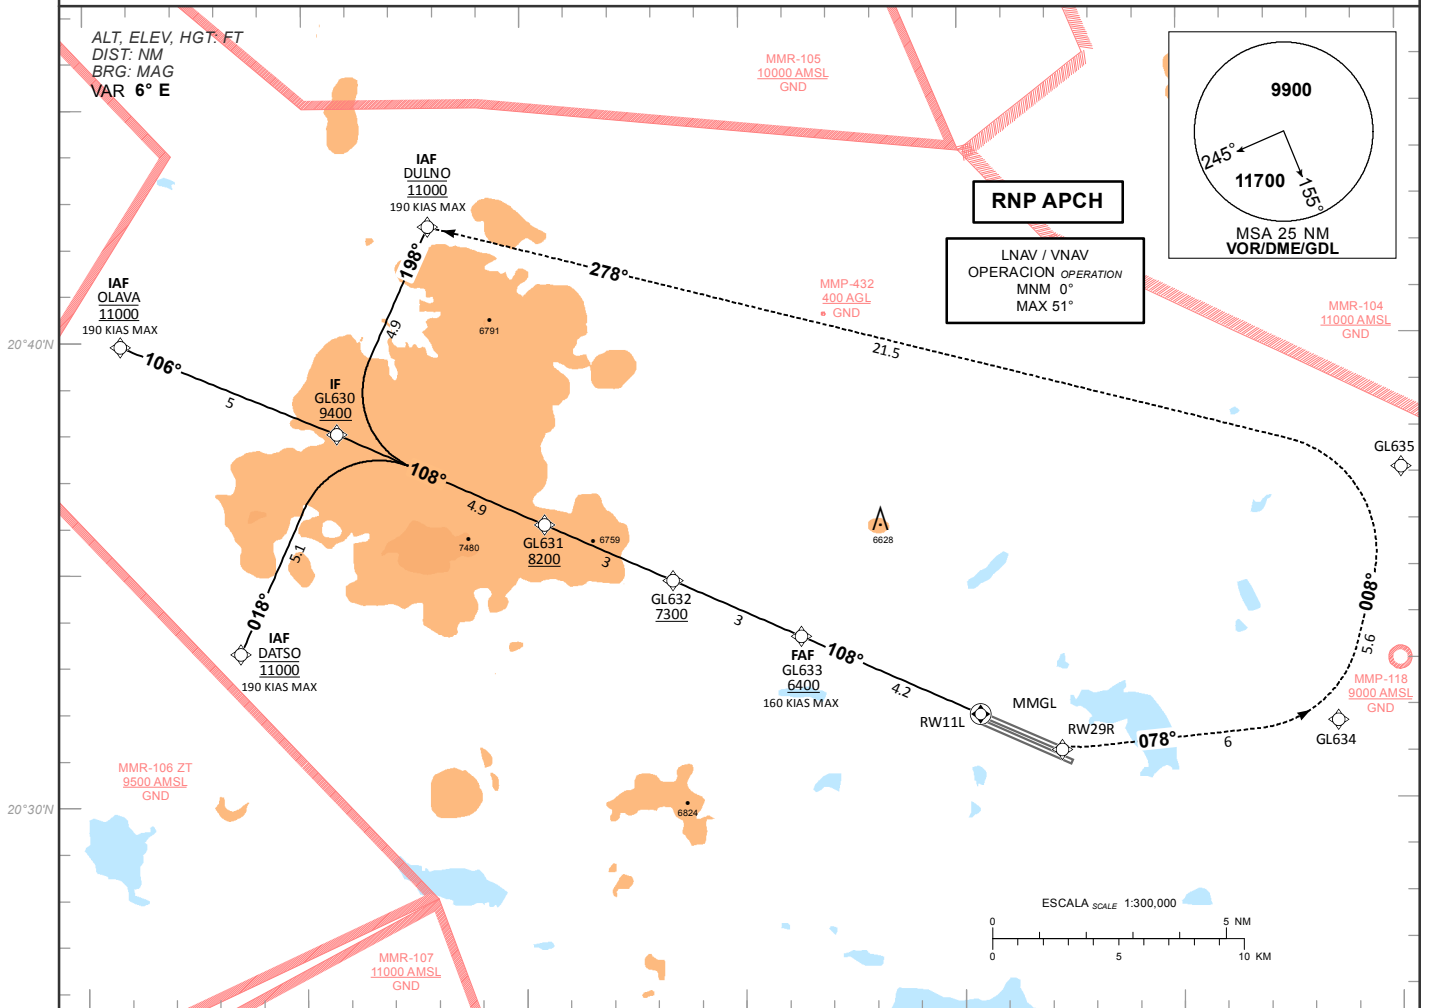 ALT, ELEV, HGT: FT
DIST: NM
BRG: MAG
VAR 6° E
MMR-105
10000 AMSL
GND
9900
245°
11700
155°
MSA 25 NM
VOR/DME/GDL
IAF
DULNO
11000
190 KIAS MAX
RNP APCH
LNAV / VNAV
OPERACION OPERATION
MNM 0°
MAX 51°
198°
278°
IAF
OLAVA
11000
190 KIAS MAX
MMP-432
400 AGL
GND
MMR-104
11000 AMSL
GND
4.9
6791
21.5
20°40'N
106°
5
IF
GL630
9400
GL635
108°
4.9
7480
6759
6628
GL631
8200
3
5.1
018°
GL632
7300
3
008°
5.6
IAF
DATSO
11000
190 KIAS MAX
FAF
GL633
6400
160 KIAS MAX
108°
4.2
MMP-118
9000 AMSL
GND
RW11L
MMGL
RW29R
078°
6
GL634
MMR-106 ZT
9500 AMSL
GND
20°30'N
6824
ESCALA SCALE 1:300,000
0 5 NM
0 5 10 KM
MMR-107
11000 AMSL
GND